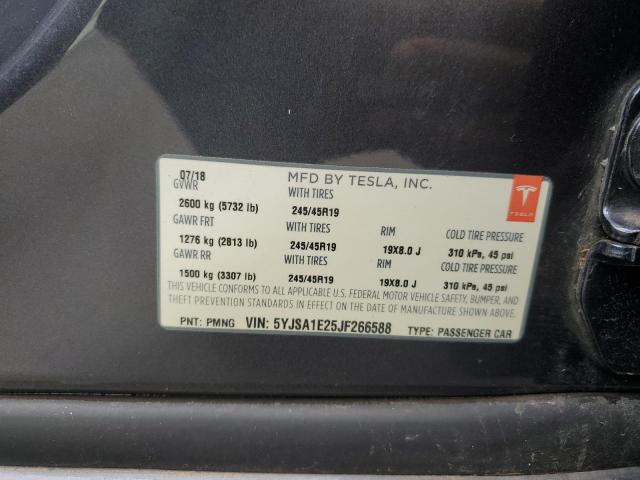 07/18 MFD BY TESLA, INC.
GVWR WITH TIRES
2600 kg (5732 lb) 245/45R19
GAWR FRT WITH TIRES RIM COLD TIRE PRESSURE
1276 kg (2813 lb) 245/45R19 19X8.0 J 310 kPa, 45 psi
GAWR RR WITH TIRES RIM COLD TIRE PRESSURE
1500 kg (3307 lb) 245/45R19 19X8.0 J 310 kPa, 45 psi
THIS VEHICLE CONFORMS TO ALL APPLICABLE U.S. FEDERAL MOTOR VEHICLE SAFETY, BUMPER, AND
THEFT PREVENTION STANDARDS IN EFFECT ON THE DATE OF MANUFACTURE SHOWN ABOVE.
PNT: PMNG VIN: 5YJSA1E25JF266588 TYPE: PASSENGER CAR
TESLA